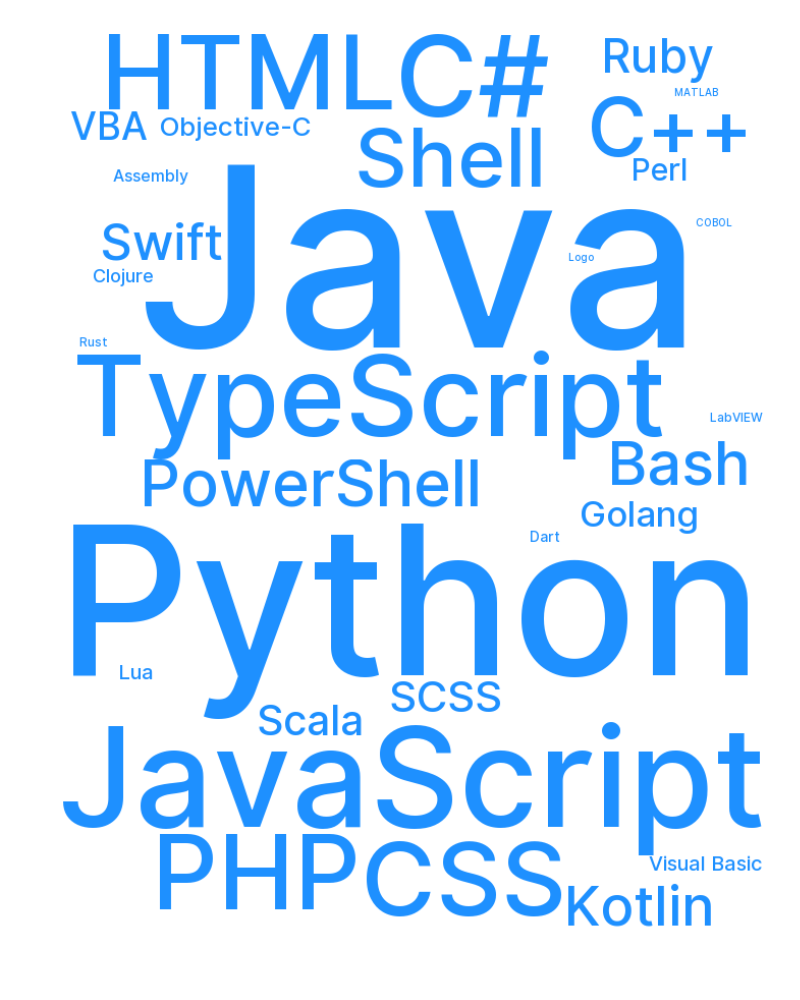 HTML C# Ruby
MATLAB
VBA Objective-C C++
Shell Perl
Assembly
Java
COBOL
Swift
Logo
Clojure
Rust
TypeScript
LabVIEW
PowerShell Bash
Golang
Dart
Python
Lua
SCSS
Scala
JavaScript
PHP CSS
Visual Basic
Kotlin